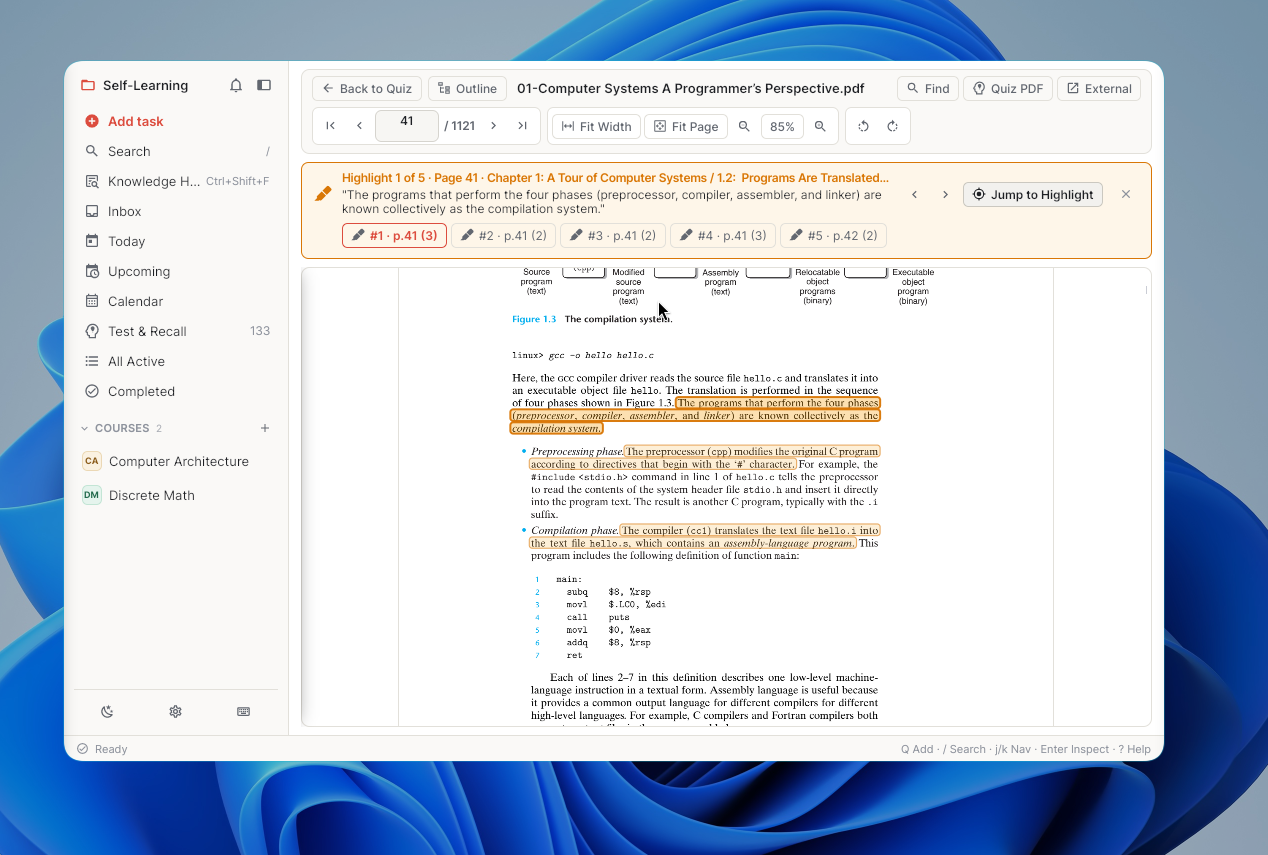 Self-Learning
Add task
Search /
Knowledge H... Ctrl+Shift+F
Inbox
Today
Upcoming
Calendar
Test & Recall 133
All Active
Completed
COURSES 2
CA Computer Architecture
DM Discrete Math
Back to Quiz
Outline
01-Computer Systems A Programmer's Perspective.pdf
Find
Quiz PDF
External
41 / 1121
Fit Width
Fit Page
85%
Highlight 1 of 5 · Page 41 · Chapter 1: A Tour of Computer Systems / 1.2: Programs Are Translated...
"The programs that perform the four phases (preprocessor, compiler, assembler, and linker) are
known collectively as the compilation system."
Jump to Highlight
#1 · p.41 (3)
#2 · p.41 (2)
#3 · p.41 (2)
#4 · p.41 (3)
#5 · p.42 (2)
(cpp)
Source
program
(text)
Modified
source
program
(text)
Assembly
program
(text)
Relocatable
object
programs
(binary)
Executable
object
program
(binary)
Figure 1.3 The compilation system.
linux> gcc -o hello hello.c
Here, the GCC compiler driver reads the source file hello.c and translates it into
an executable object file hello. The translation is performed in the sequence
of four phases shown in Figure 1.3. The programs that perform the four phases
(preprocessor, compiler, assembler, and linker) are known collectively as the
compilation system.
• Preprocessing phase. The preprocessor (cpp) modifies the original C program
according to directives that begin with the '#' character. For example, the
#include <stdio.h> command in line 1 of hello.c tells the preprocessor
to read the contents of the system header file stdio.h and insert it directly
into the program text. The result is another C program, typically with the .i
suffix.
• Compilation phase. The compiler (cc1) translates the text file hello.i into
the text file hello.s, which contains an assembly-language program. This
program includes the following definition of function main:
1 main:
2 subq $8, %rsp
3 movl $.LC0, %edi
4 call puts
5 movl $0, %eax
6 addq $8, %rsp
7 ret
Each of lines 2–7 in this definition describes one low-level machine-
language instruction in a textual form. Assembly language is useful because
it provides a common output language for different compilers for different
high-level languages. For example, C compilers and Fortran compilers both
Ready
Q Add · / Search · j/k Nav · Enter Inspect · ? Help